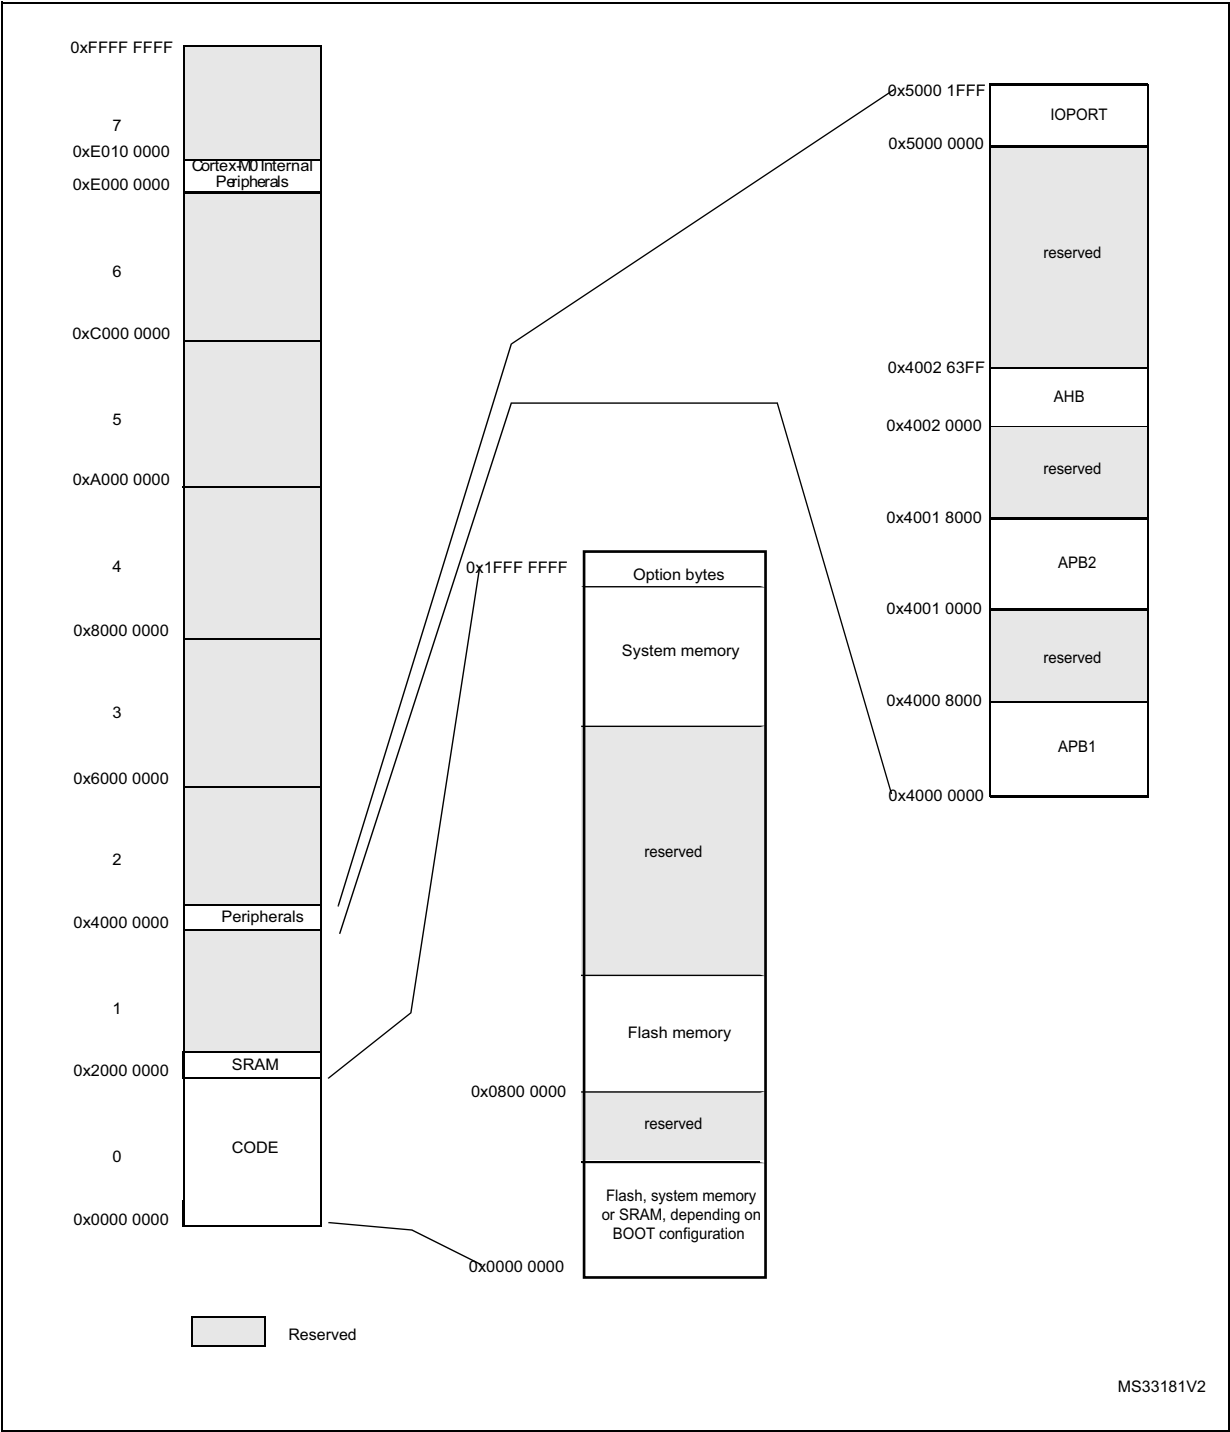 0xFFFF FFFF
7
0xE010 0000
Cortex-M0 Internal
Peripherals
0xE000 0000
6
0xC000 0000
5
0xA000 0000
4
0x8000 0000
3
0x6000 0000
2
0x4000 0000
Peripherals
1
0x2000 0000
SRAM
CODE
0
0x0000 0000
0x1FFF FFFF
Option bytes
System memory
reserved
Flash memory
0x0800 0000
reserved
Flash, system memory
or SRAM, depending on
BOOT configuration
0x0000 0000
0x5000 1FFF
IOPORT
0x5000 0000
reserved
0x4002 63FF
AHB
0x4002 0000
reserved
0x4001 8000
APB2
0x4001 0000
reserved
0x4000 8000
APB1
0x4000 0000
Reserved
MS33181V2